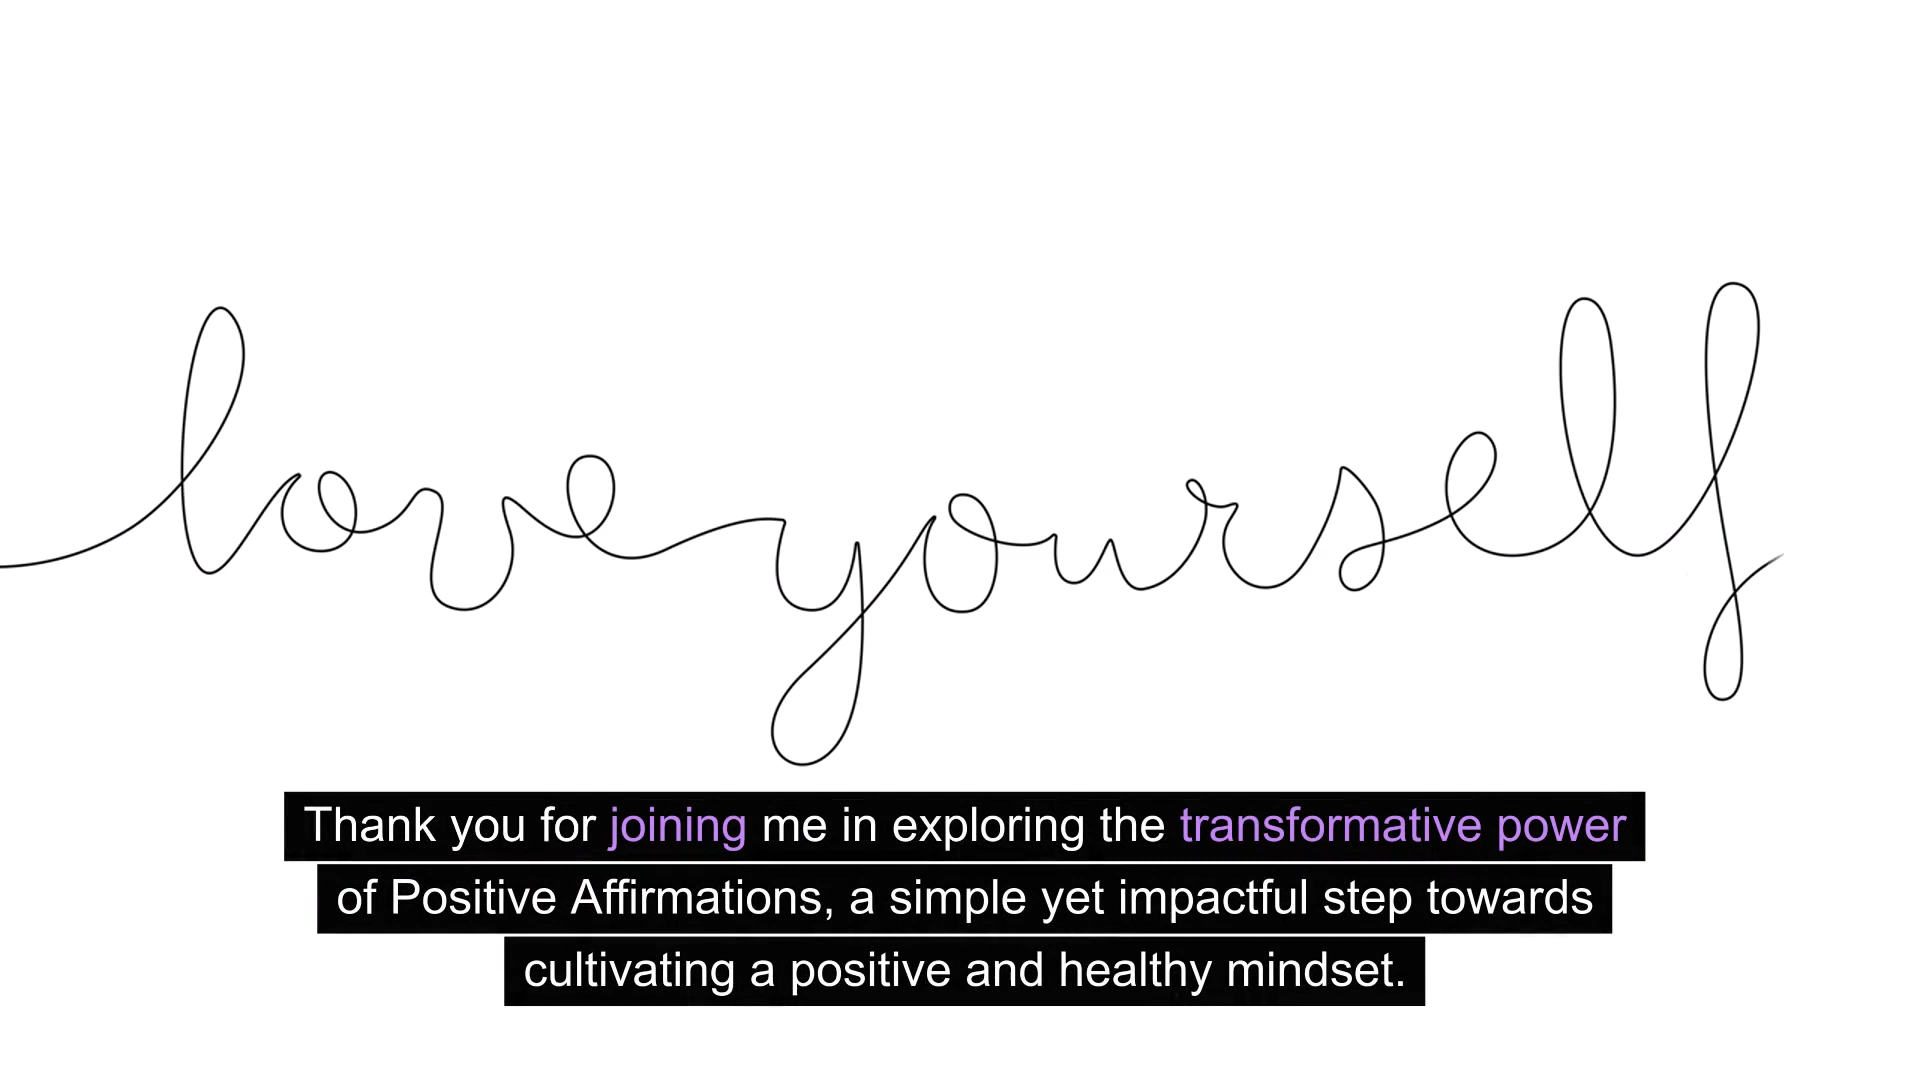 love yourself
Thank you for joining me in exploring the transformative power
of Positive Affirmations, a simple yet impactful step towards
cultivating a positive and healthy mindset.